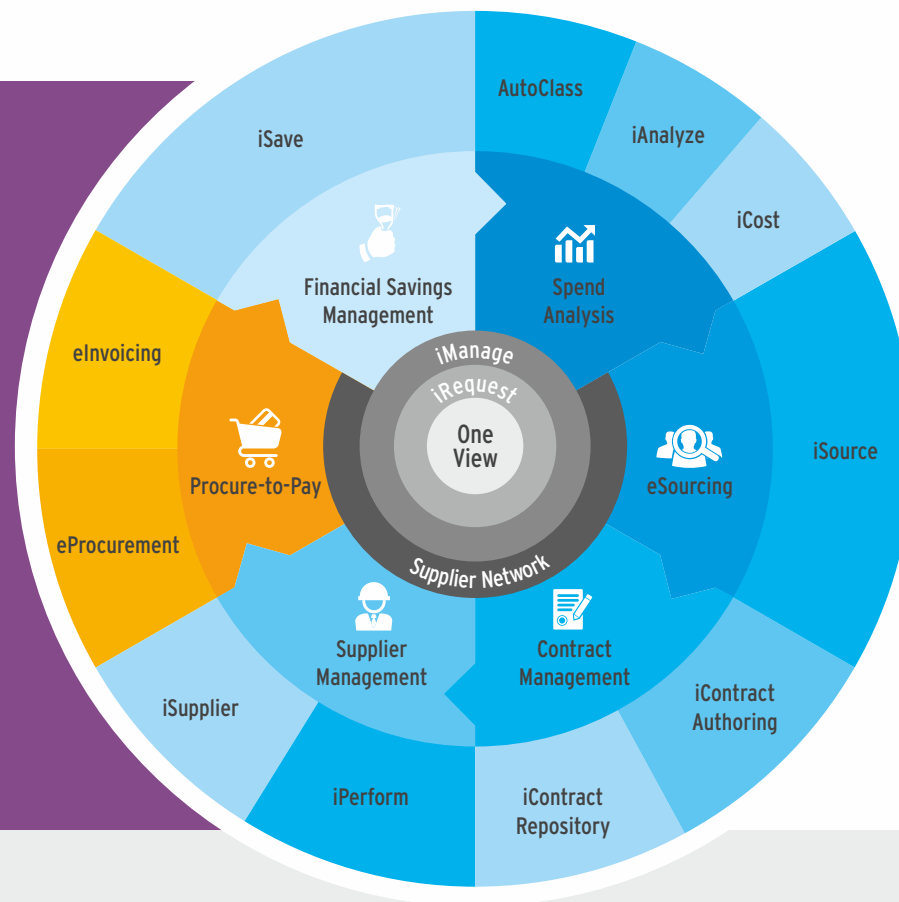 AutoClass
iSave
iAnalyze
iCost
Financial Savings
Management
Spend
Analysis
iManage
eInvoicing
iRequest
One
View
iSource
Procure-to-Pay
eSourcing
eProcurement
Supplier Network
Supplier
Management
Contract
Management
iSupplier
iContract
Authoring
iPerform
iContract
Repository